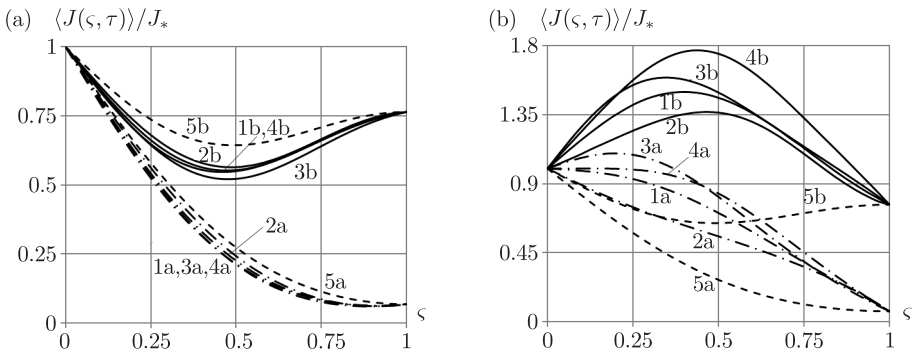 (a) ⟨J(ς, τ)⟩/J∗
1
0.75
0.5
0.25
0
0 0.25 0.5 0.75 1 ς
5b
1b,4b
2b
3b
2a
1a,3a,4a
5a
(b) ⟨J(ς, τ)⟩/J∗
1.8
1.35
0.9
0.45
0
0 0.25 0.5 0.75 1 ς
4b
3b
1b
2b
3a
4a
1a
5b
2a
5a